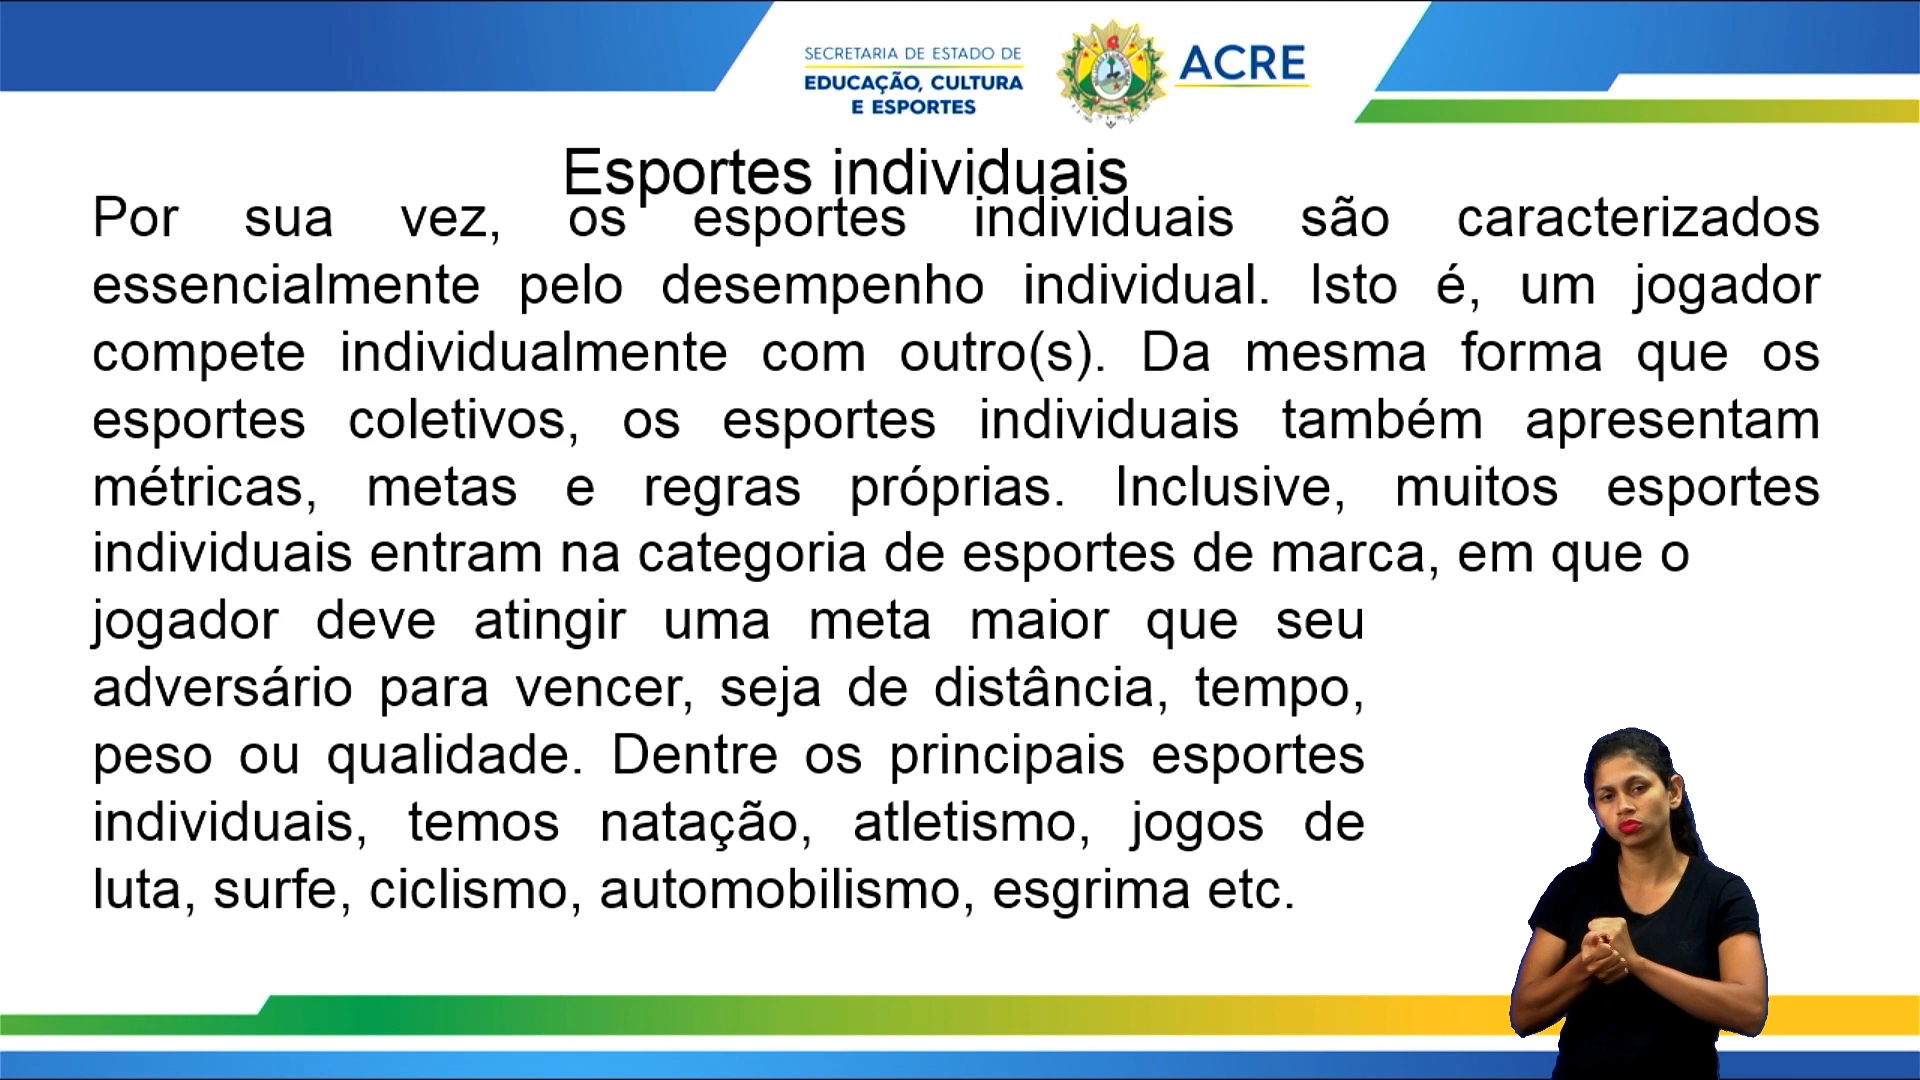 SECRETARIA DE ESTADO DE
EDUCAÇÃO, CULTURA
E ESPORTES
ACRE
Esportes individuais
Por sua vez, os esportes individuais são caracterizados
essencialmente pelo desempenho individual. Isto é, um jogador
compete individualmente com outro(s). Da mesma forma que os
esportes coletivos, os esportes individuais também apresentam
métricas, metas e regras próprias. Inclusive, muitos esportes
individuais entram na categoria de esportes de marca, em que o
jogador deve atingir uma meta maior que seu
adversário para vencer, seja de distância, tempo,
peso ou qualidade. Dentre os principais esportes
individuais, temos natação, atletismo, jogos de
luta, surfe, ciclismo, automobilismo, esgrima etc.